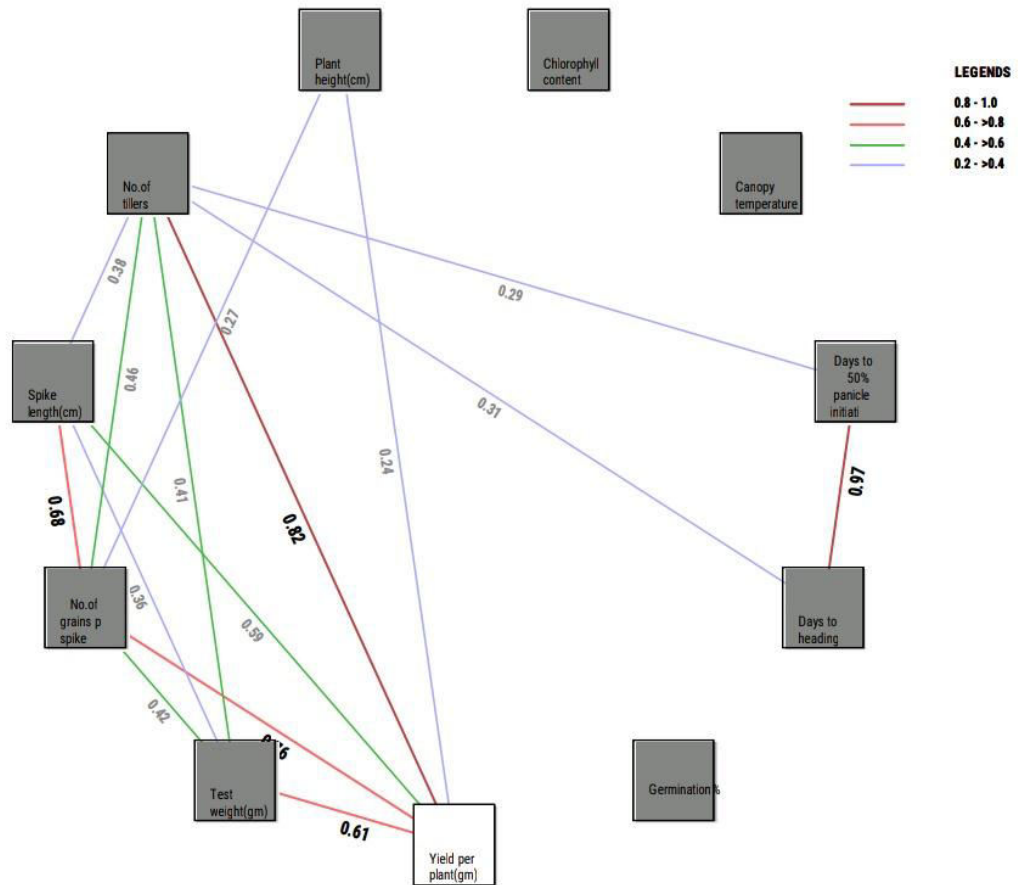 Plant
height(cm)
Chlorophyll
content
LEGENDS
0.8 - 1.0
0.6 - >0.8
0.4 - >0.6
0.2 - >0.4
No.of
tillers
Canopy
temperature
0.38
0.29
0.27
Spike
length(cm)
Days to
50%
panicle
initiati
0.46
0.31
0.24
0.41
0.97
0.68
0.82
No.of
grains p
spike
0.36
0.59
Days to
heading
0.42
Test
weight(gm)
0.61
Germination%
Yield per
plant(gm)